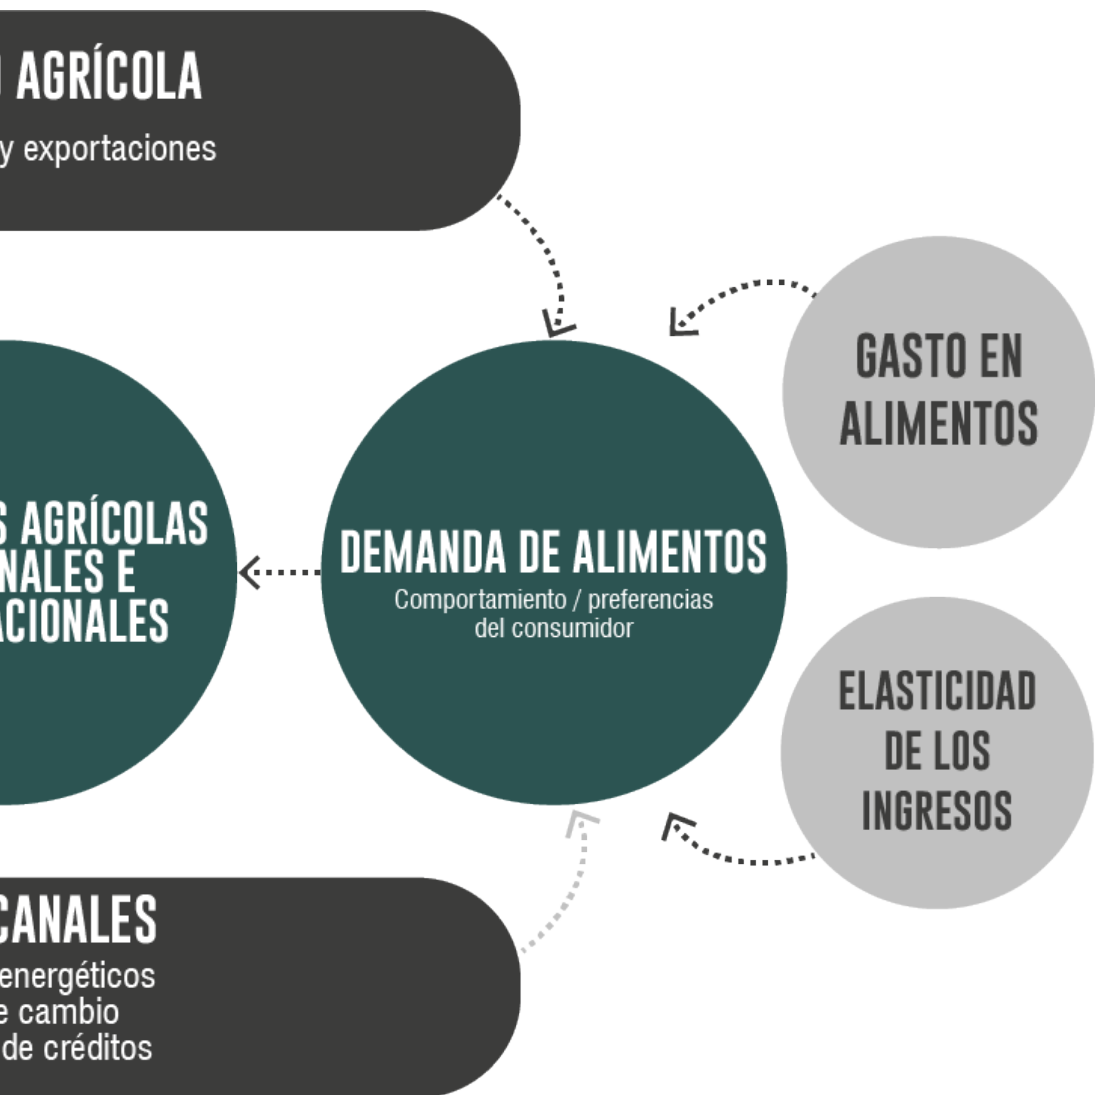 AGRÍCOLA
y exportaciones
GASTO EN
ALIMENTOS
AGRÍCOLAS
NALES E
ACIONALES
DEMANDA DE ALIMENTOS
Comportamiento / preferencias
del consumidor
ELASTICIDAD
DE LOS
INGRESOS
CANALES
energéticos
e cambio
de créditos